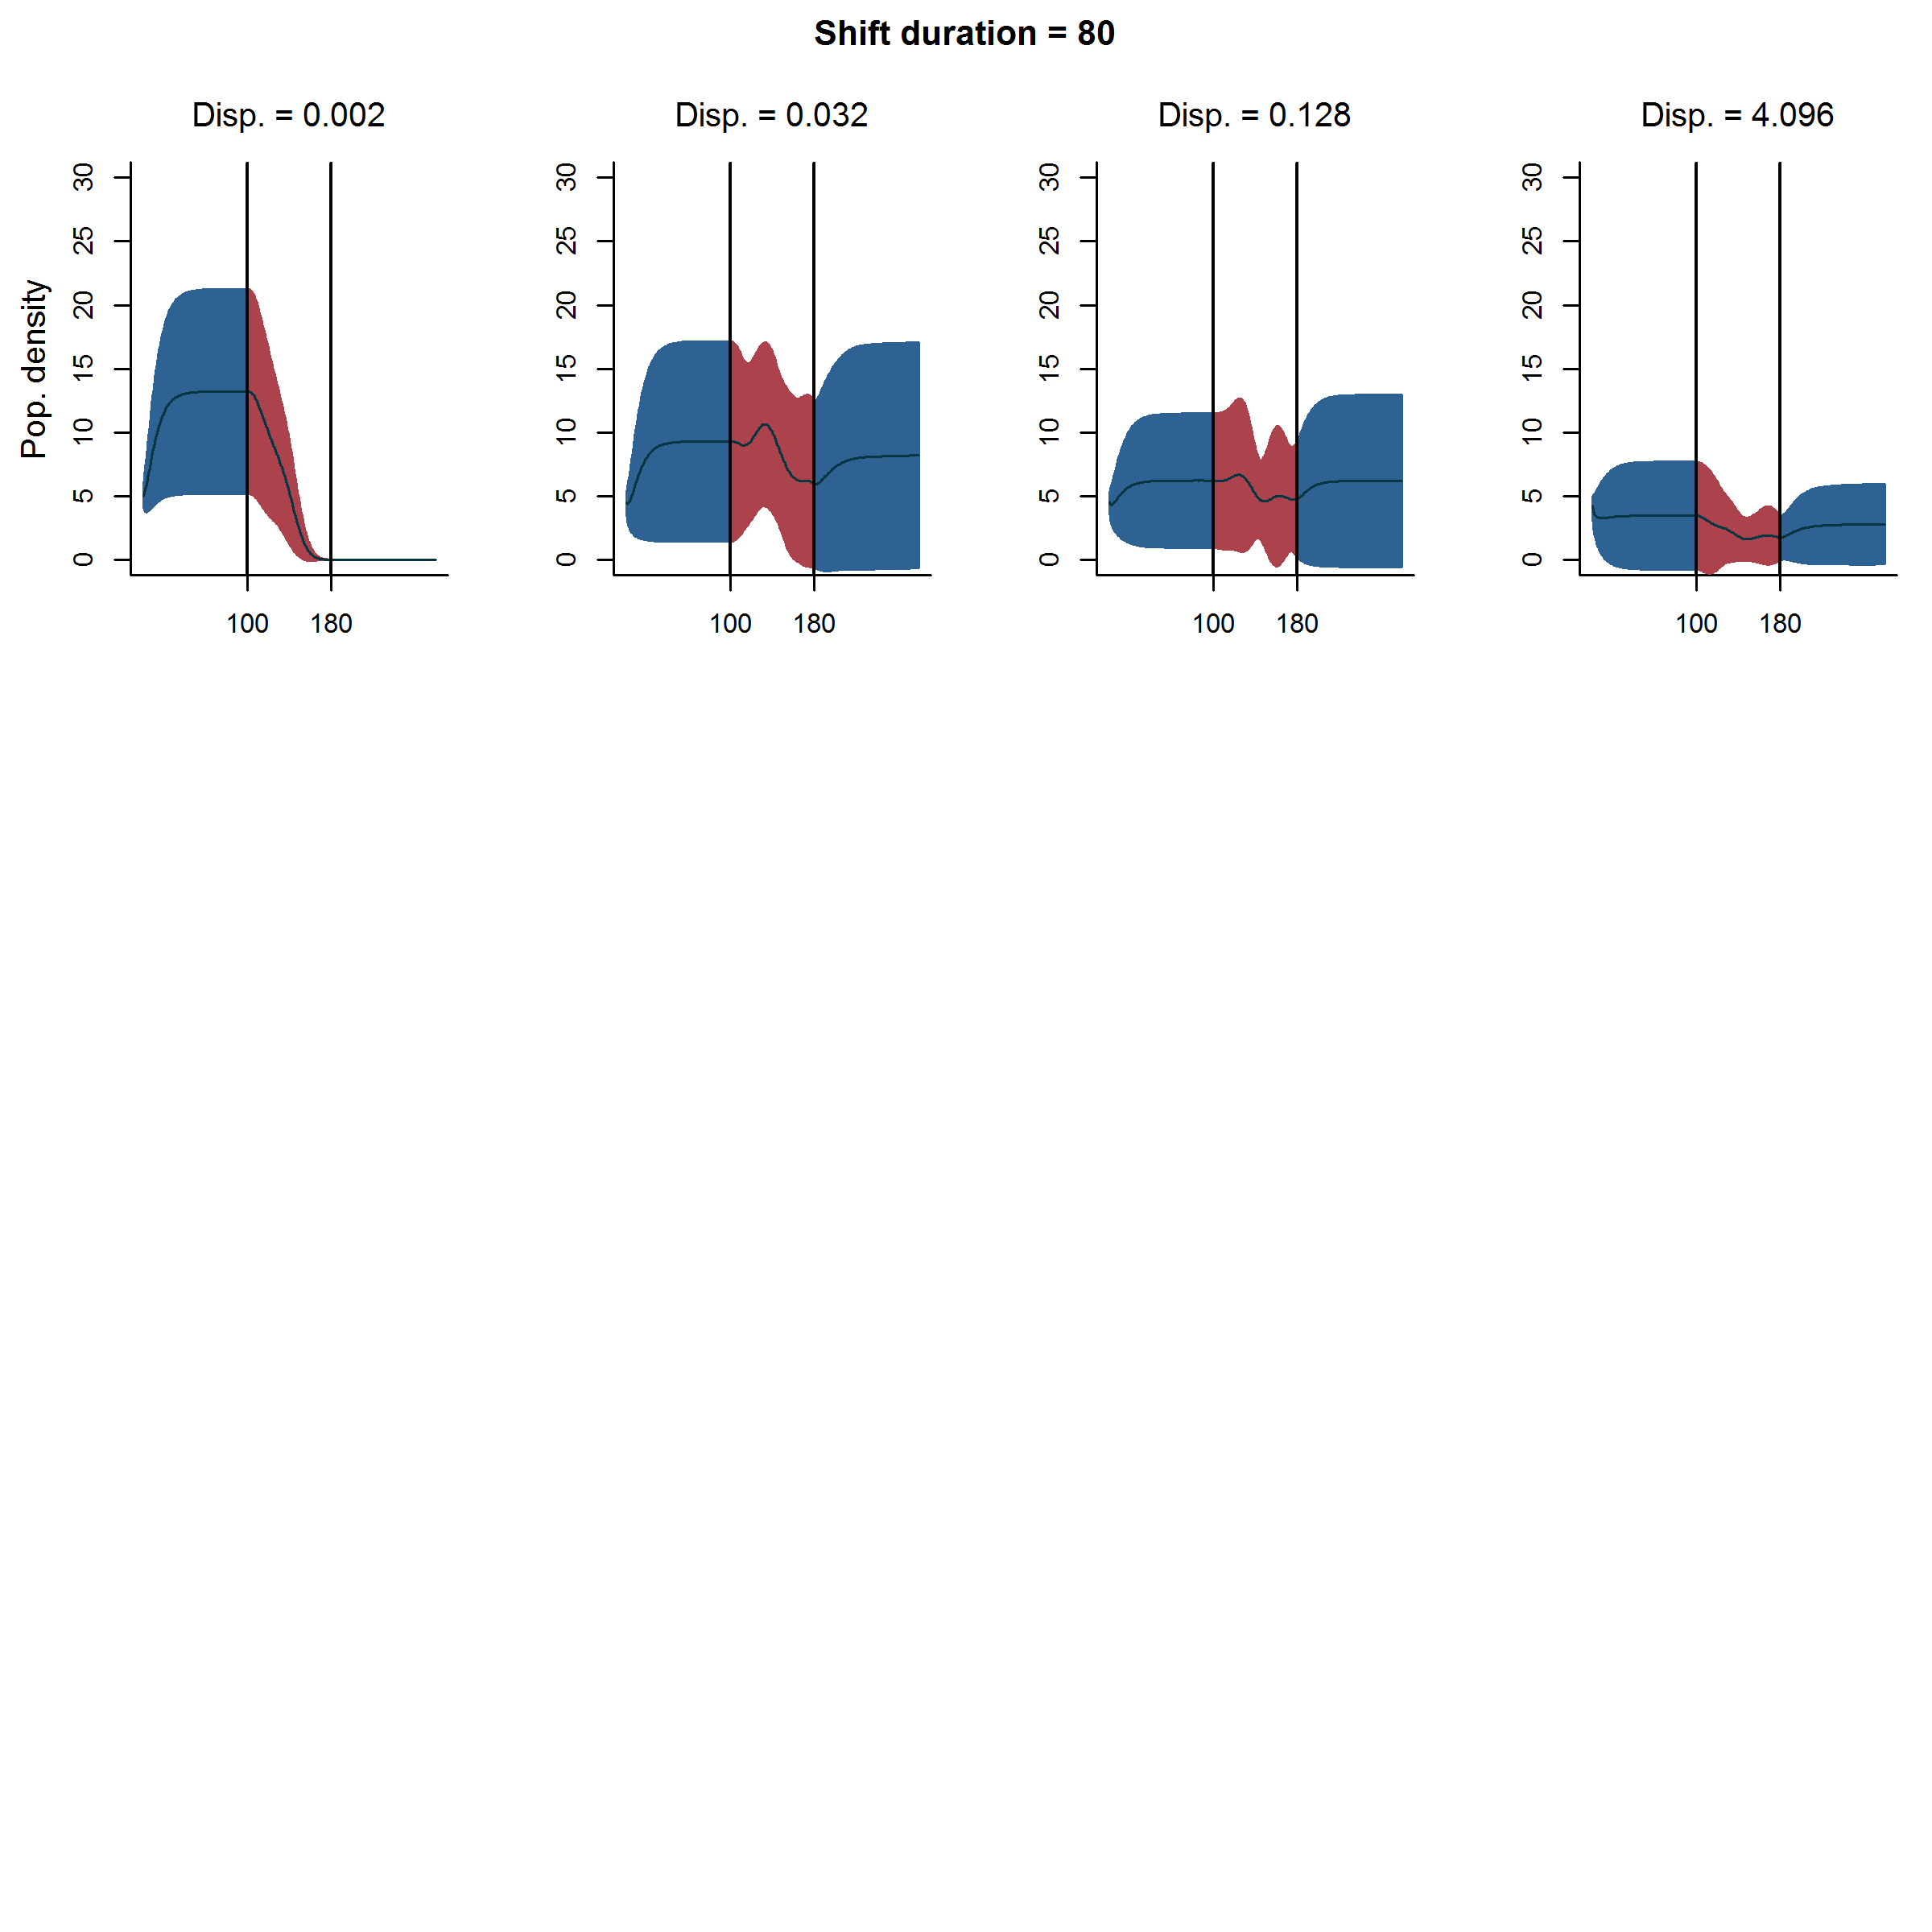 Shift duration = 80
Disp. = 0.002 Disp. = 0.032 Disp. = 0.128 Disp. = 4.096
Pop. density
30 30 30 30
25 25 25 25
20 20 20 20
15 15 15 15
10 10 10 10
5 5 5 5
0 0 0 0
100 180 100 180 100 180 100 180